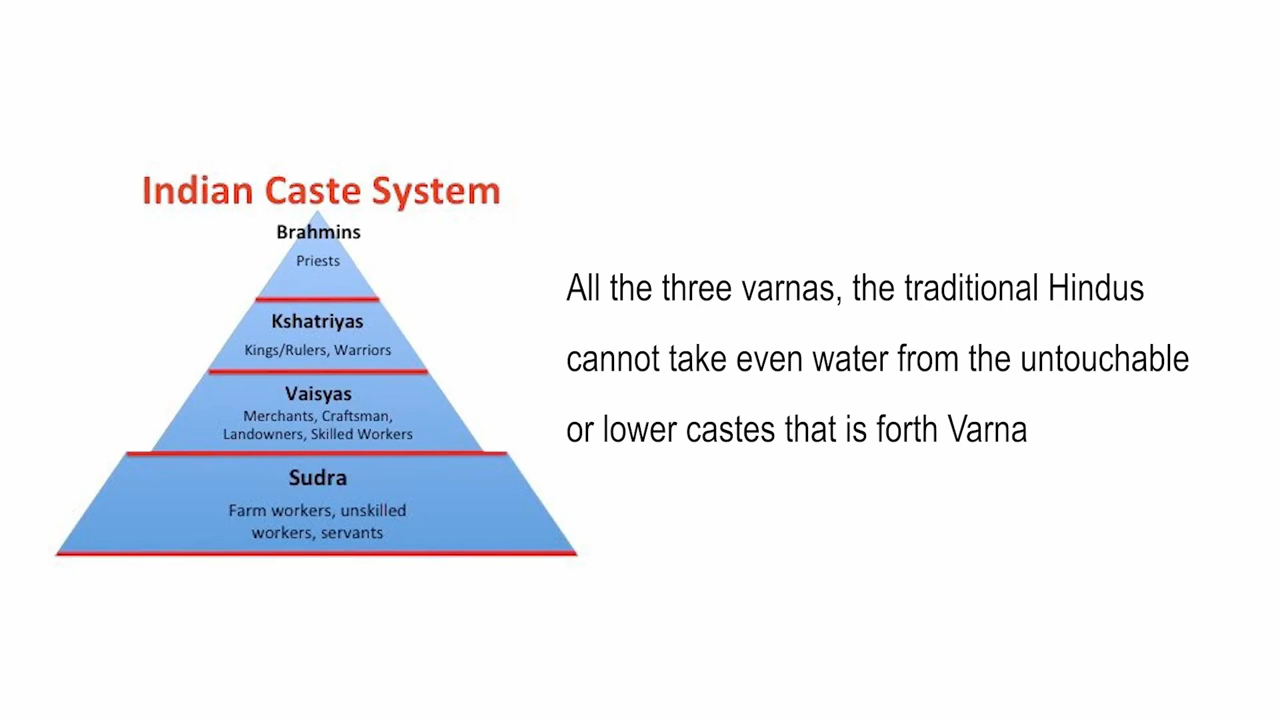 Indian Caste System
Brahmins
Priests
Kshatriyas
Kings/Rulers, Warriors
Vaisyas
Merchants, Craftsman,
Landowners, Skilled Workers
Sudra
Farm workers, unskilled
workers, servants
All the three varnas, the traditional Hindus
cannot take even water from the untouchable
or lower castes that is forth Varna